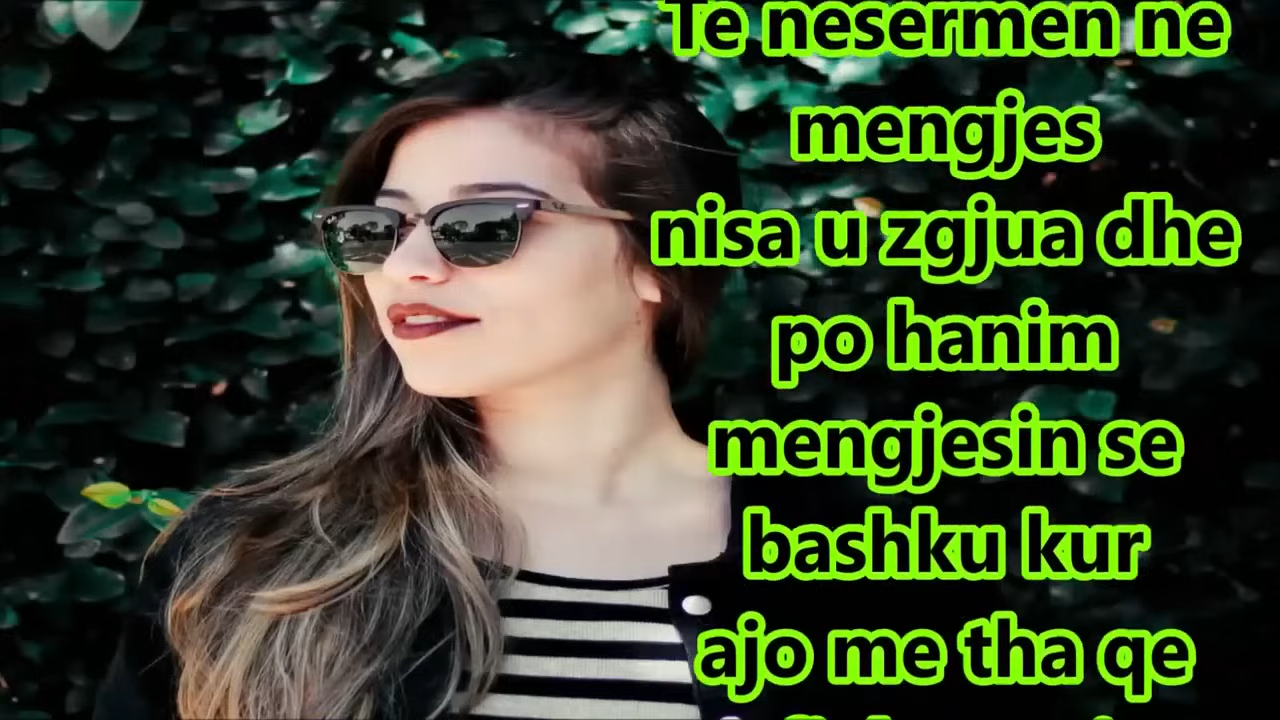 Te nesermen ne
mengjes
nisa u zgjua dhe
po hanim
mengjesin se
bashku kur
ajo me tha qe